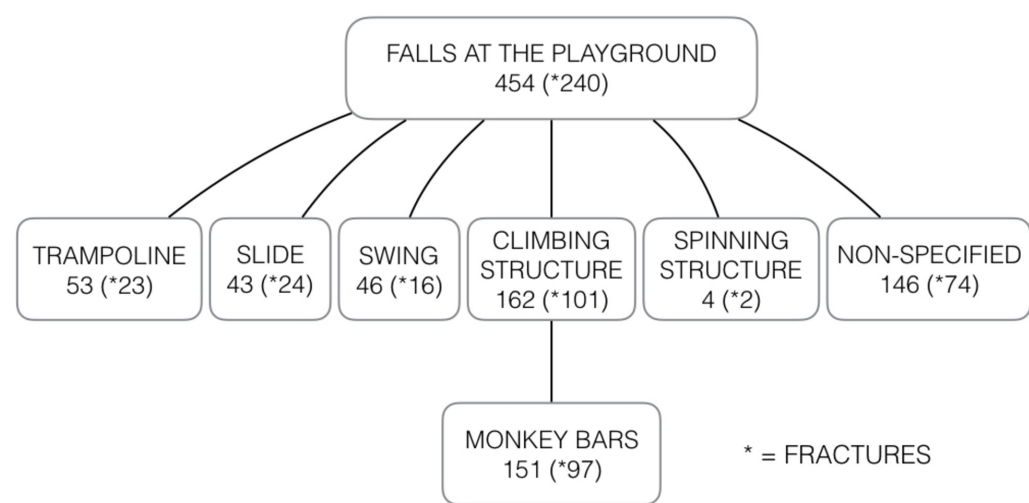 FALLS AT THE PLAYGROUND
454 (*240)
TRAMPOLINE
53 (*23)
SLIDE
43 (*24)
SWING
46 (*16)
CLIMBING
STRUCTURE
162 (*101)
SPINNING
STRUCTURE
4 (*2)
NON-SPECIFIED
146 (*74)
MONKEY BARS
151 (*97)
* = FRACTURES